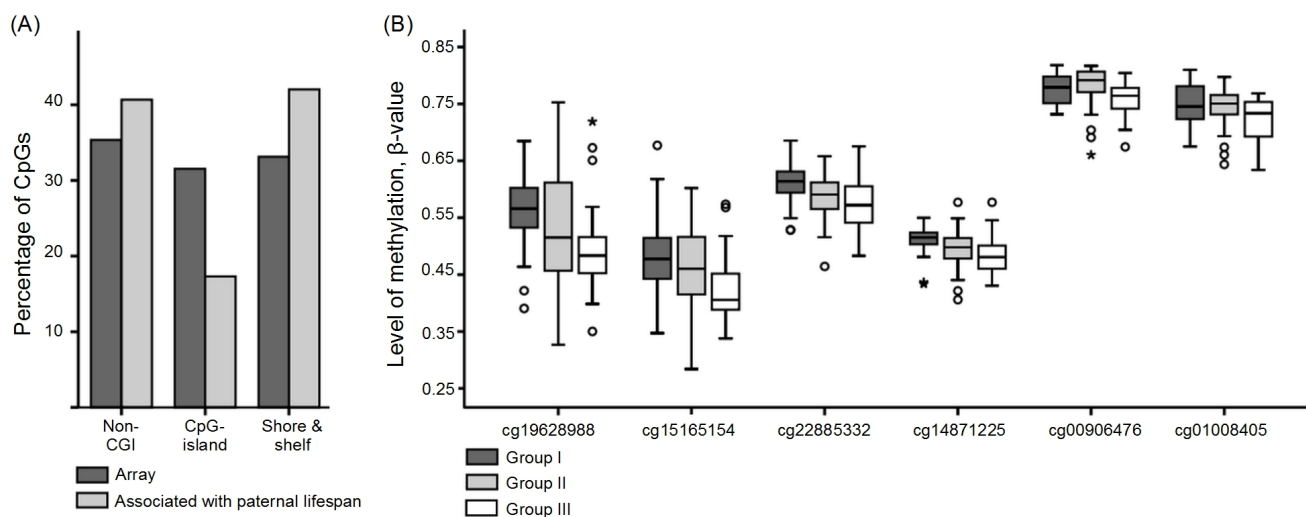 (A)
Percentage of CpGs
40
30
20
10
Non-
CGI
CpG-
island
Shore &
shelf
Array
Associated with paternal lifespan
(B)
Level of methylation, β-value
0.85
0.75
0.65
0.55
0.45
0.35
0.25
cg19628988
cg15165154
cg22885332
cg14871225
cg00906476
cg01008405
Group I
Group II
Group III